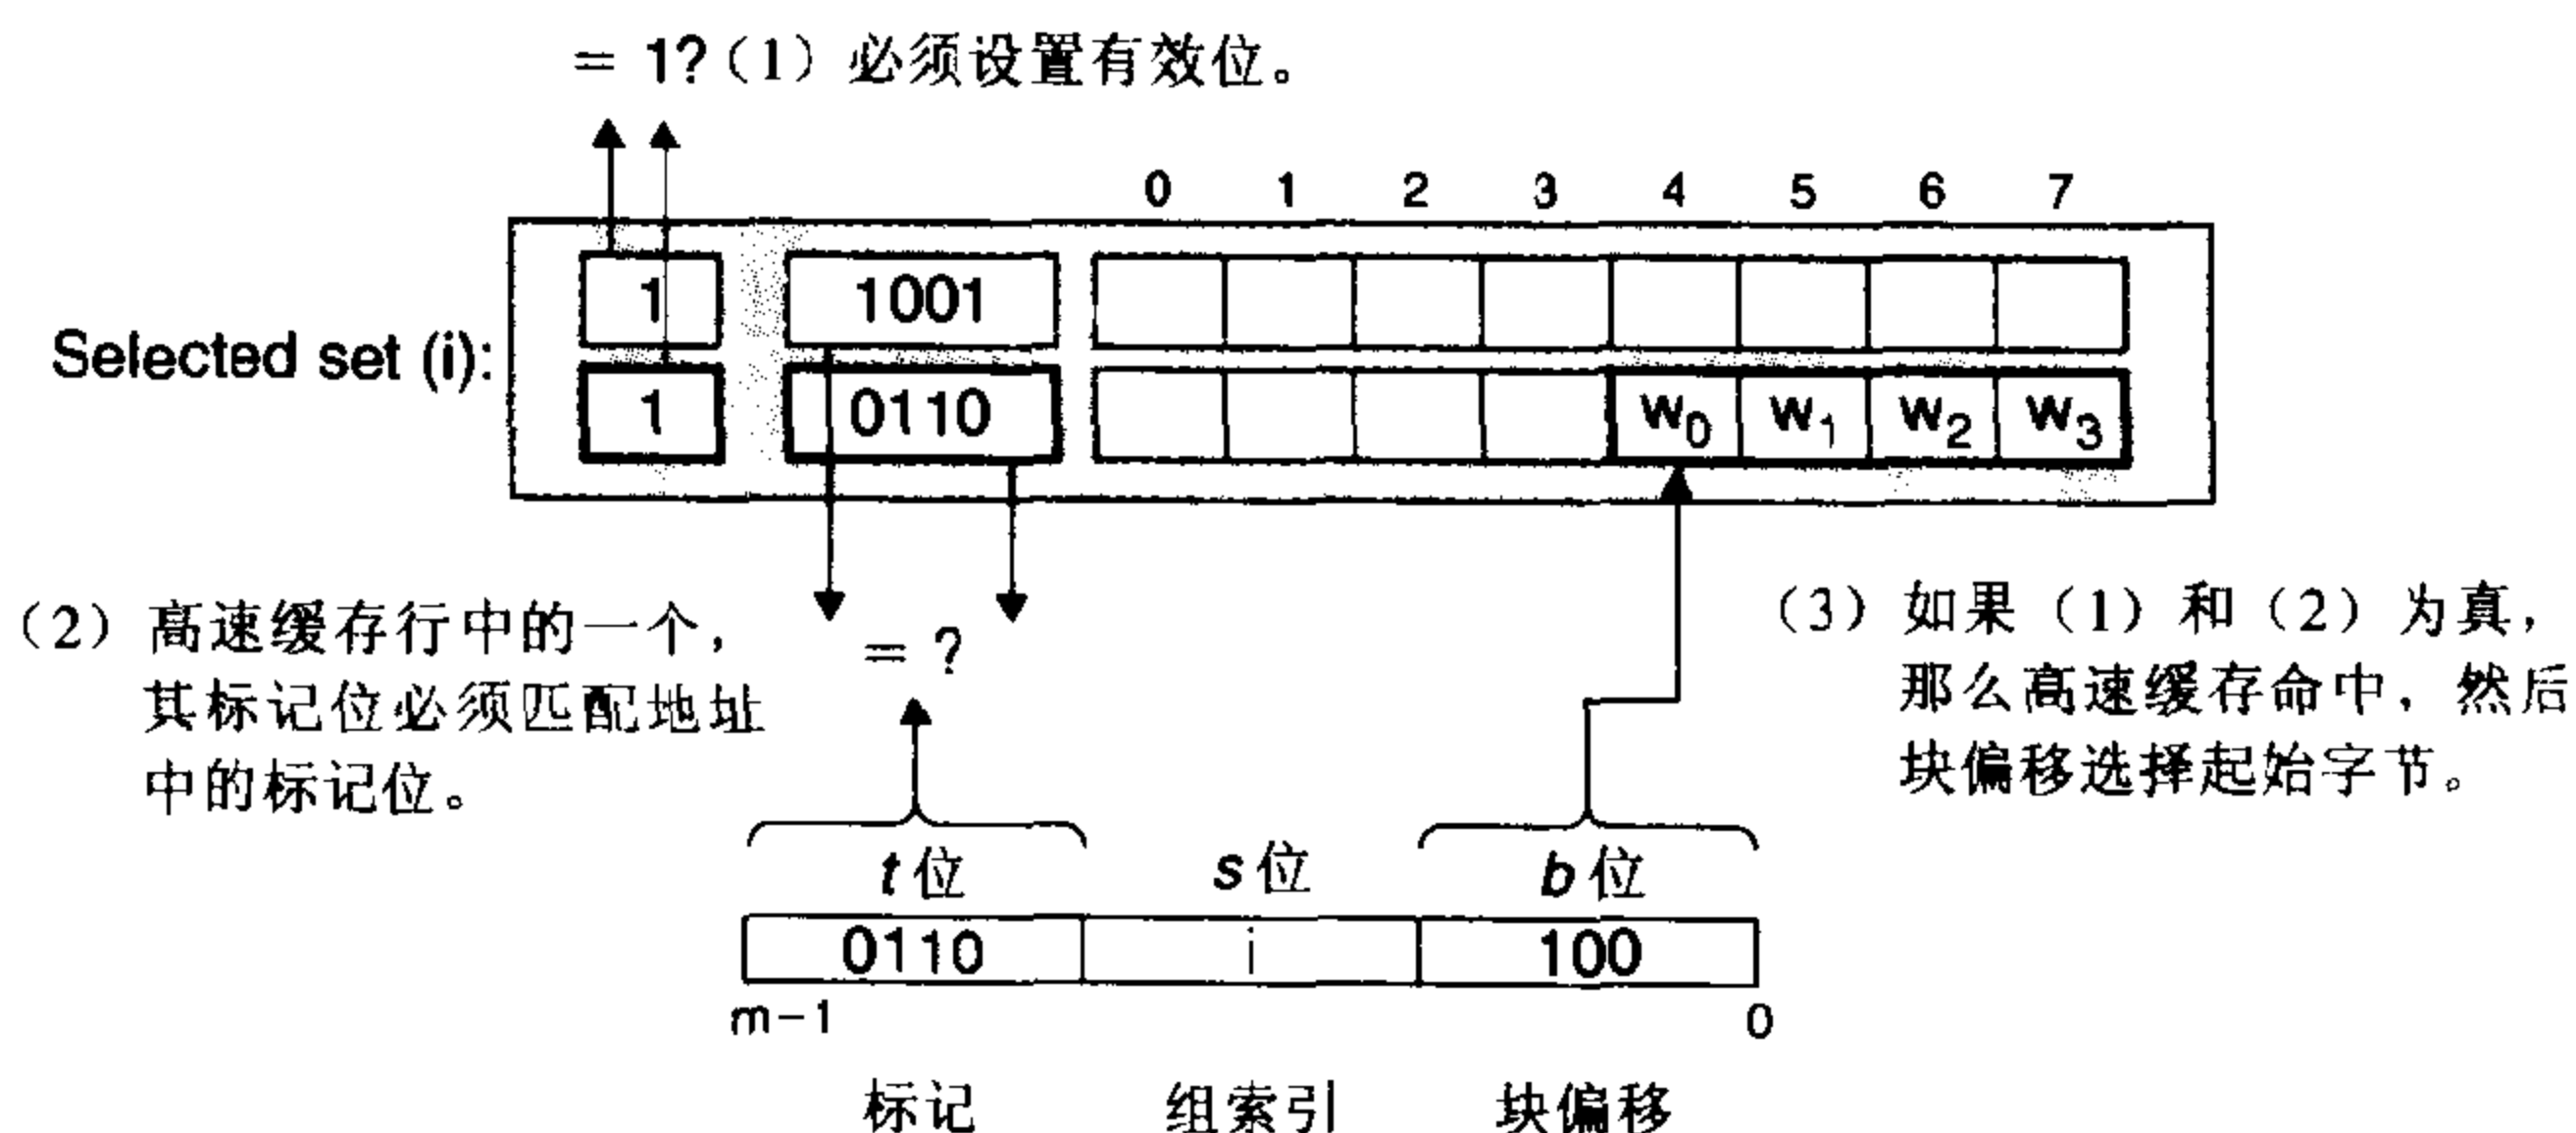 = 1?（1）必须设置有效位。
0 1 2 3 4 5 6 7
1 1001
Selected set (i):
1 0110 w0 w1 w2 w3
（2）高速缓存行中的一个，
其标记位必须匹配地址
中的标记位。
= ?
（3）如果（1）和（2）为真，
那么高速缓存命中，然后
块偏移选择起始字节。
t位 s位 b位
0110 i 100
m-1 0
标记 组索引 块偏移